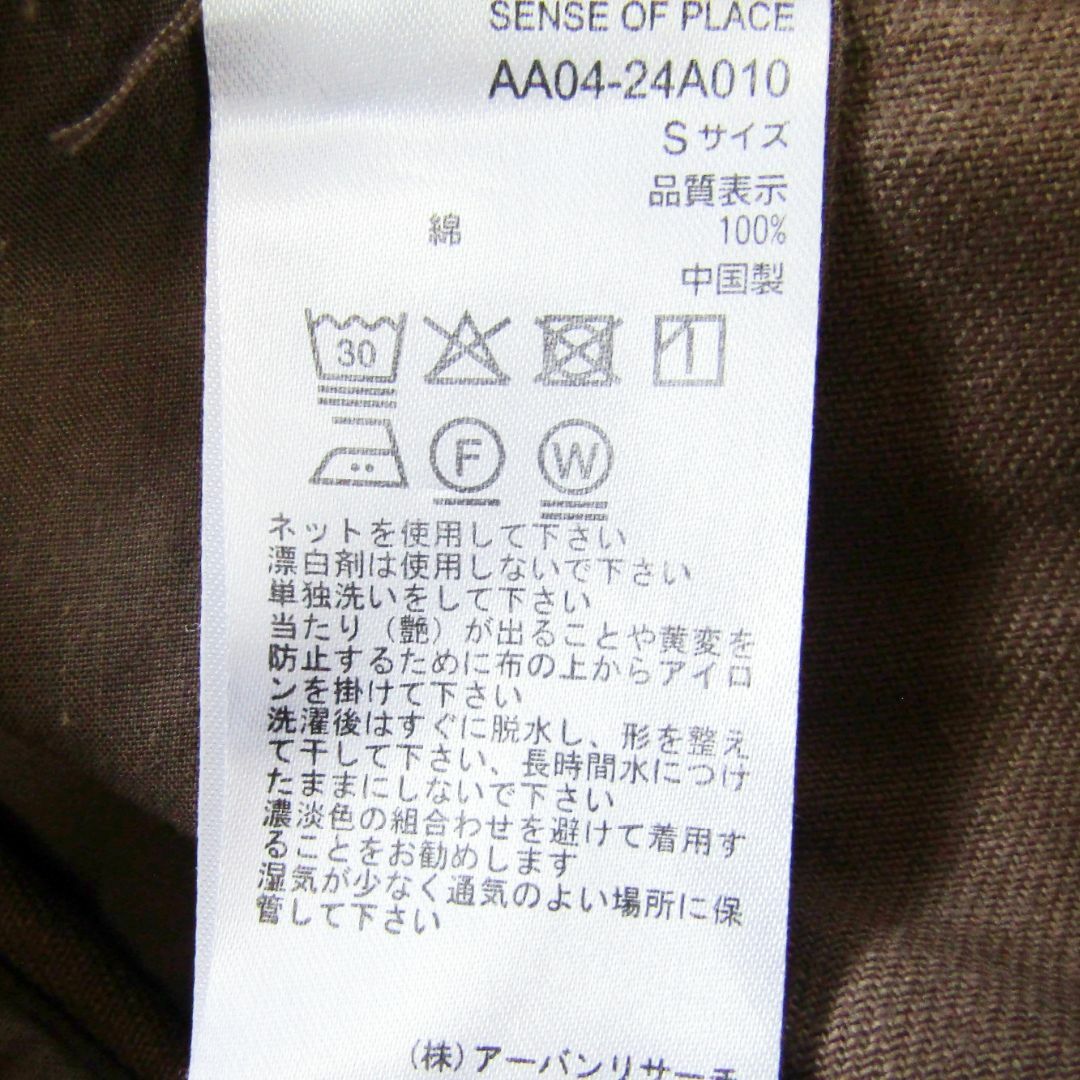 SENSE OF PLACE
AA04-24A010
Sサイズ
品質表示
綿 100%
中国製
30
F W
ネットを使用して下さい
漂白剤は使用しないで下さい
単独洗いをして下さい
当たり(艶)が出ることや黄変を
防止するために布の上からアイロ
ンを掛けて下さい
洗濯後はすぐに脱水し、形を整え
て干して下さい、長時間水につけ
たままにしないで下さい
濃淡色の組合わせを避けて着用す
ることをお勧めします
湿気が少なく通気のよい場所に保
管して下さい
(株)アーバンリサーチ